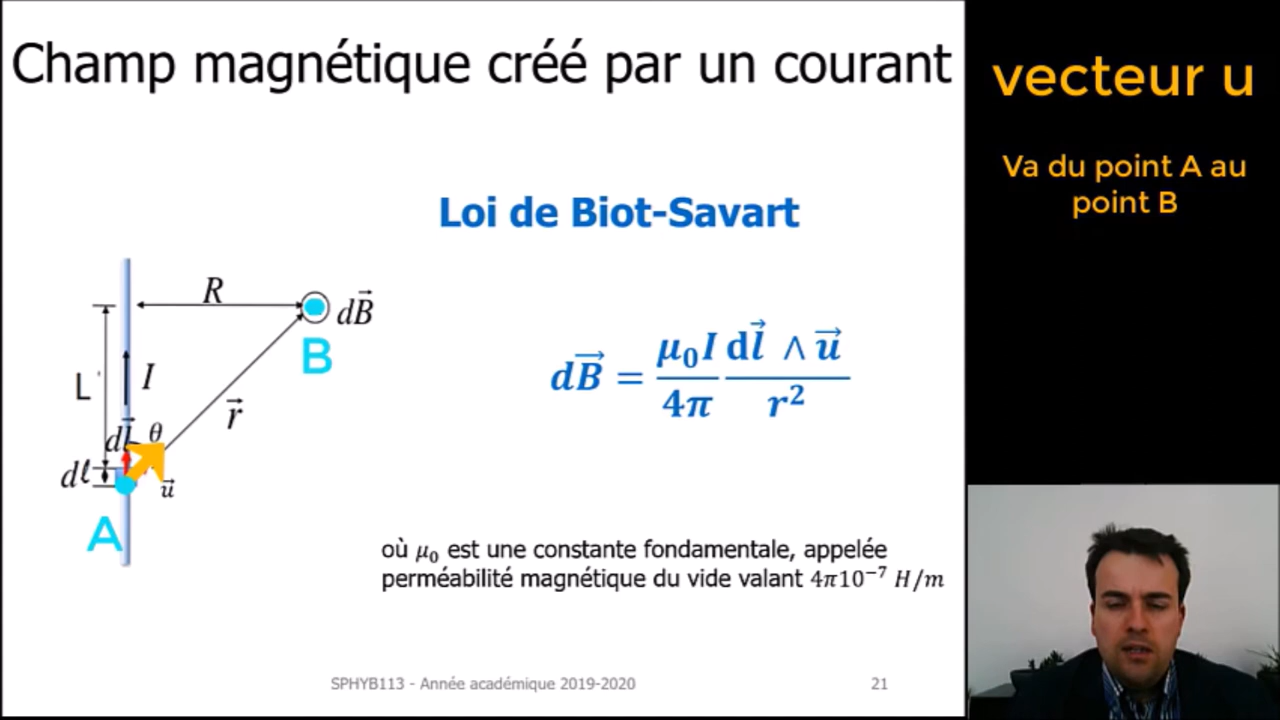 Champ magnétique créé par un courant
vecteur u
Va du point A au
point B
Loi de Biot-Savart
R
dB⃗
B
L
I
r⃗
dl⃗ θ
dℓ
u⃗
A
dB⃗ = μ₀I/4π dl⃗ ∧ u⃗/r²
où μ₀ est une constante fondamentale, appelée
perméabilité magnétique du vide valant 4π10⁻⁷ H/m
SPHYB113 - Année académique 2019-2020
21